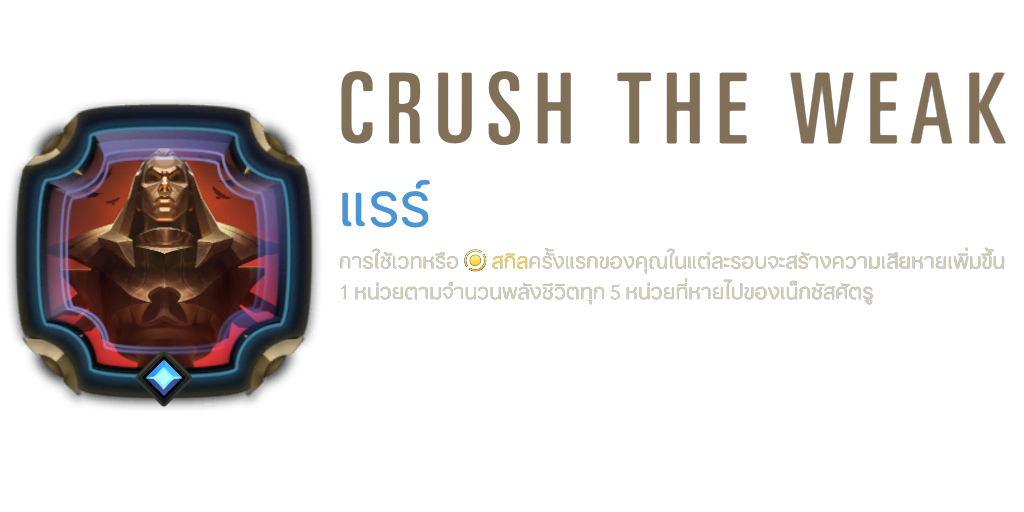 CRUSH THE WEAK
แรร์
การใช้เวทหรือ สกิลครั้งแรกของคุณในแต่ละรอบจะสร้างความเสียหายเพิ่มขึ้น
1 หน่วยตามจำนวนพลังชีวิตทุก 5 หน่วยที่หายไปของเน็กซัสศัตรู